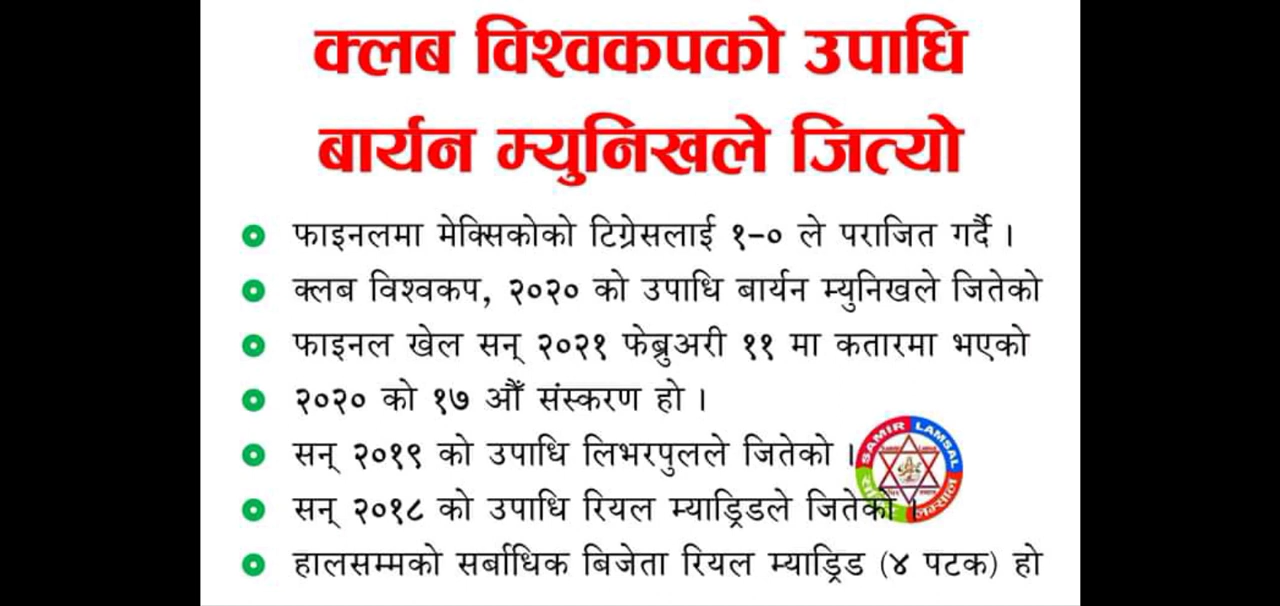 क्लब विश्वकपको उपाधि
बार्यन म्युनिखले जित्यो
फाइनलमा मेक्सिकोको टिग्रेसलाई १-० ले पराजित गर्दै ।
क्लब विश्वकप, २०२० को उपाधि बार्यन म्युनिखले जितेको
फाइनल खेल सन् २०२१ फेब्रुअरी ११ मा कतारमा भएको
२०२० को १७ औँ संस्करण हो ।
सन् २०१९ को उपाधि लिभरपुलले जितेको ।
SAMIR LAMSAL
लम्साल
सन् २०१८ को उपाधि रियल म्याड्रिडले जितेको ।
हालसम्मको सर्बाधिक बिजेता रियल म्याड्रिड (४ पटक) हो